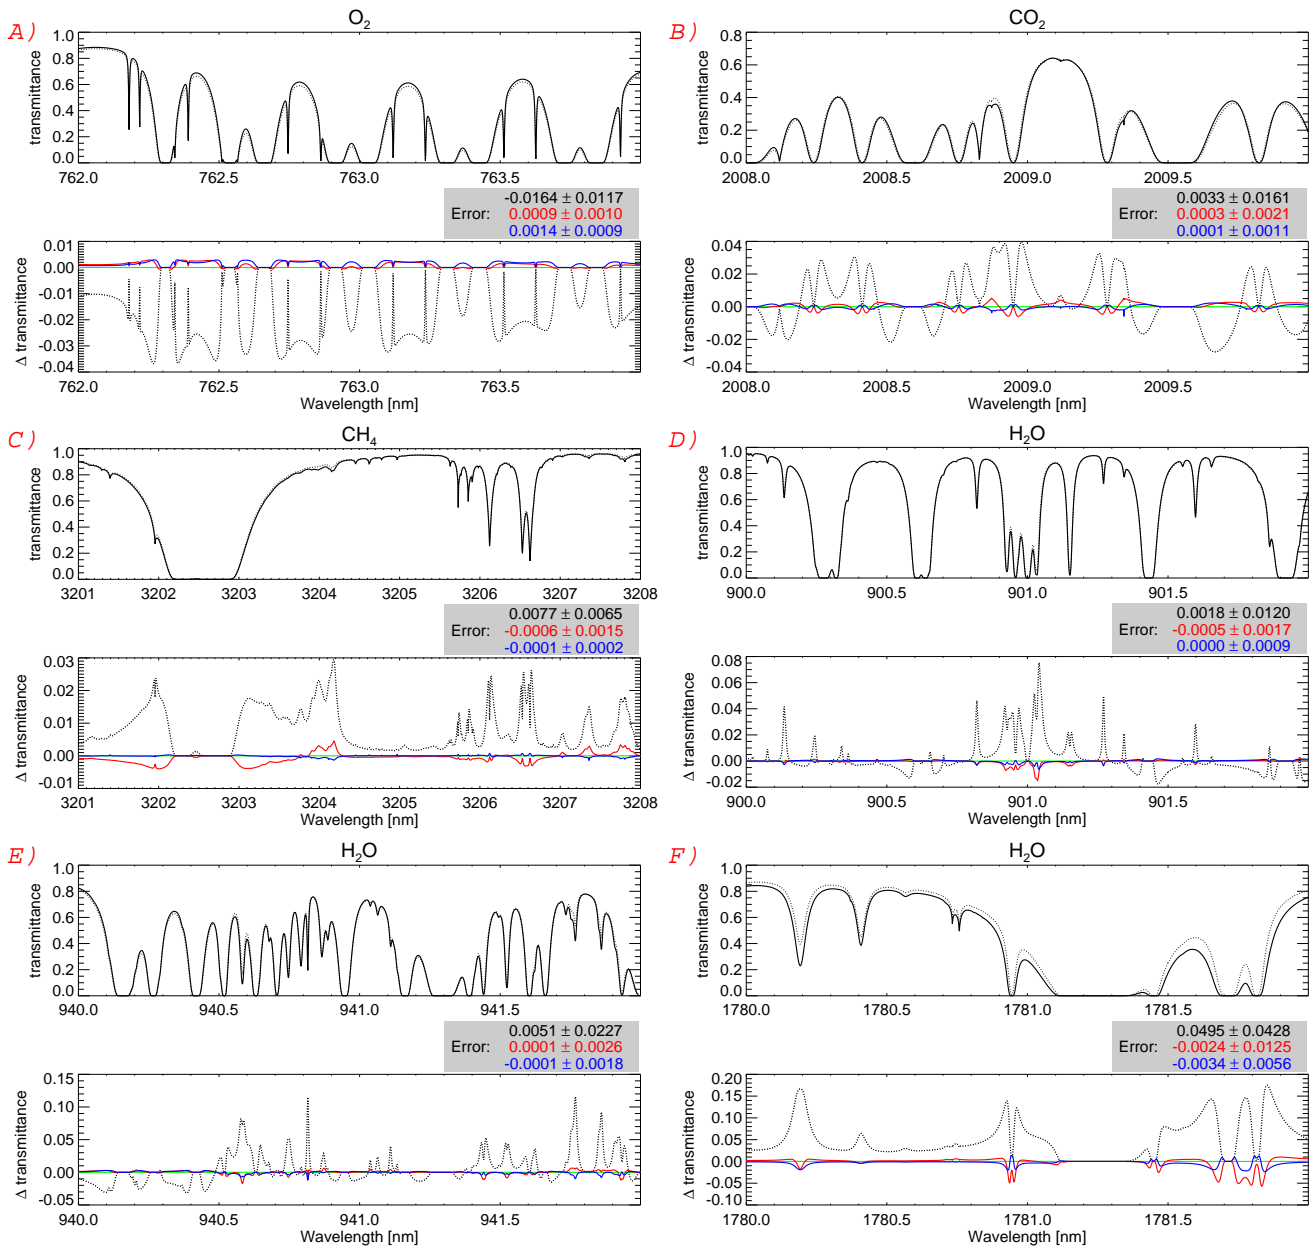 A)
O2
transmittance
1.0
0.8
0.6
0.4
0.2
0.0
762.0 762.5 763.0 763.5
-0.0164 ± 0.0117
Error: 0.0009 ± 0.0010
0.0014 ± 0.0009
Δ transmittance
0.01
0.00
-0.01
-0.02
-0.03
-0.04
762.0 762.5 763.0 763.5
Wavelength [nm]
B)
CO2
transmittance
0.8
0.6
0.4
0.2
0.0
2008.0 2008.5 2009.0 2009.5
0.0033 ± 0.0161
Error: 0.0003 ± 0.0021
0.0001 ± 0.0011
Δ transmittance
0.04
0.02
0.00
-0.02
-0.04
2008.0 2008.5 2009.0 2009.5
Wavelength [nm]
C)
CH4
transmittance
1.0
0.8
0.6
0.4
0.2
0.0
3201 3202 3203 3204 3205 3206 3207 3208
0.0077 ± 0.0065
Error: -0.0006 ± 0.0015
-0.0001 ± 0.0002
Δ transmittance
0.03
0.02
0.01
0.00
-0.01
3201 3202 3203 3204 3205 3206 3207 3208
Wavelength [nm]
D)
H2O
transmittance
1.0
0.8
0.6
0.4
0.2
0.0
900.0 900.5 901.0 901.5
0.0018 ± 0.0120
Error: -0.0005 ± 0.0017
0.0000 ± 0.0009
Δ transmittance
0.08
0.06
0.04
0.02
0.00
-0.02
900.0 900.5 901.0 901.5
Wavelength [nm]
E)
H2O
transmittance
1.0
0.8
0.6
0.4
0.2
0.0
940.0 940.5 941.0 941.5
0.0051 ± 0.0227
Error: 0.0001 ± 0.0026
-0.0001 ± 0.0018
Δ transmittance
0.15
0.10
0.05
0.00
-0.05
940.0 940.5 941.0 941.5
Wavelength [nm]
F)
H2O
transmittance
1.0
0.8
0.6
0.4
0.2
0.0
1780.0 1780.5 1781.0 1781.5
0.0495 ± 0.0428
Error: -0.0024 ± 0.0125
-0.0034 ± 0.0056
Δ transmittance
0.20
0.15
0.10
0.05
0.00
-0.05
-0.10
1780.0 1780.5 1781.0 1781.5
Wavelength [nm]